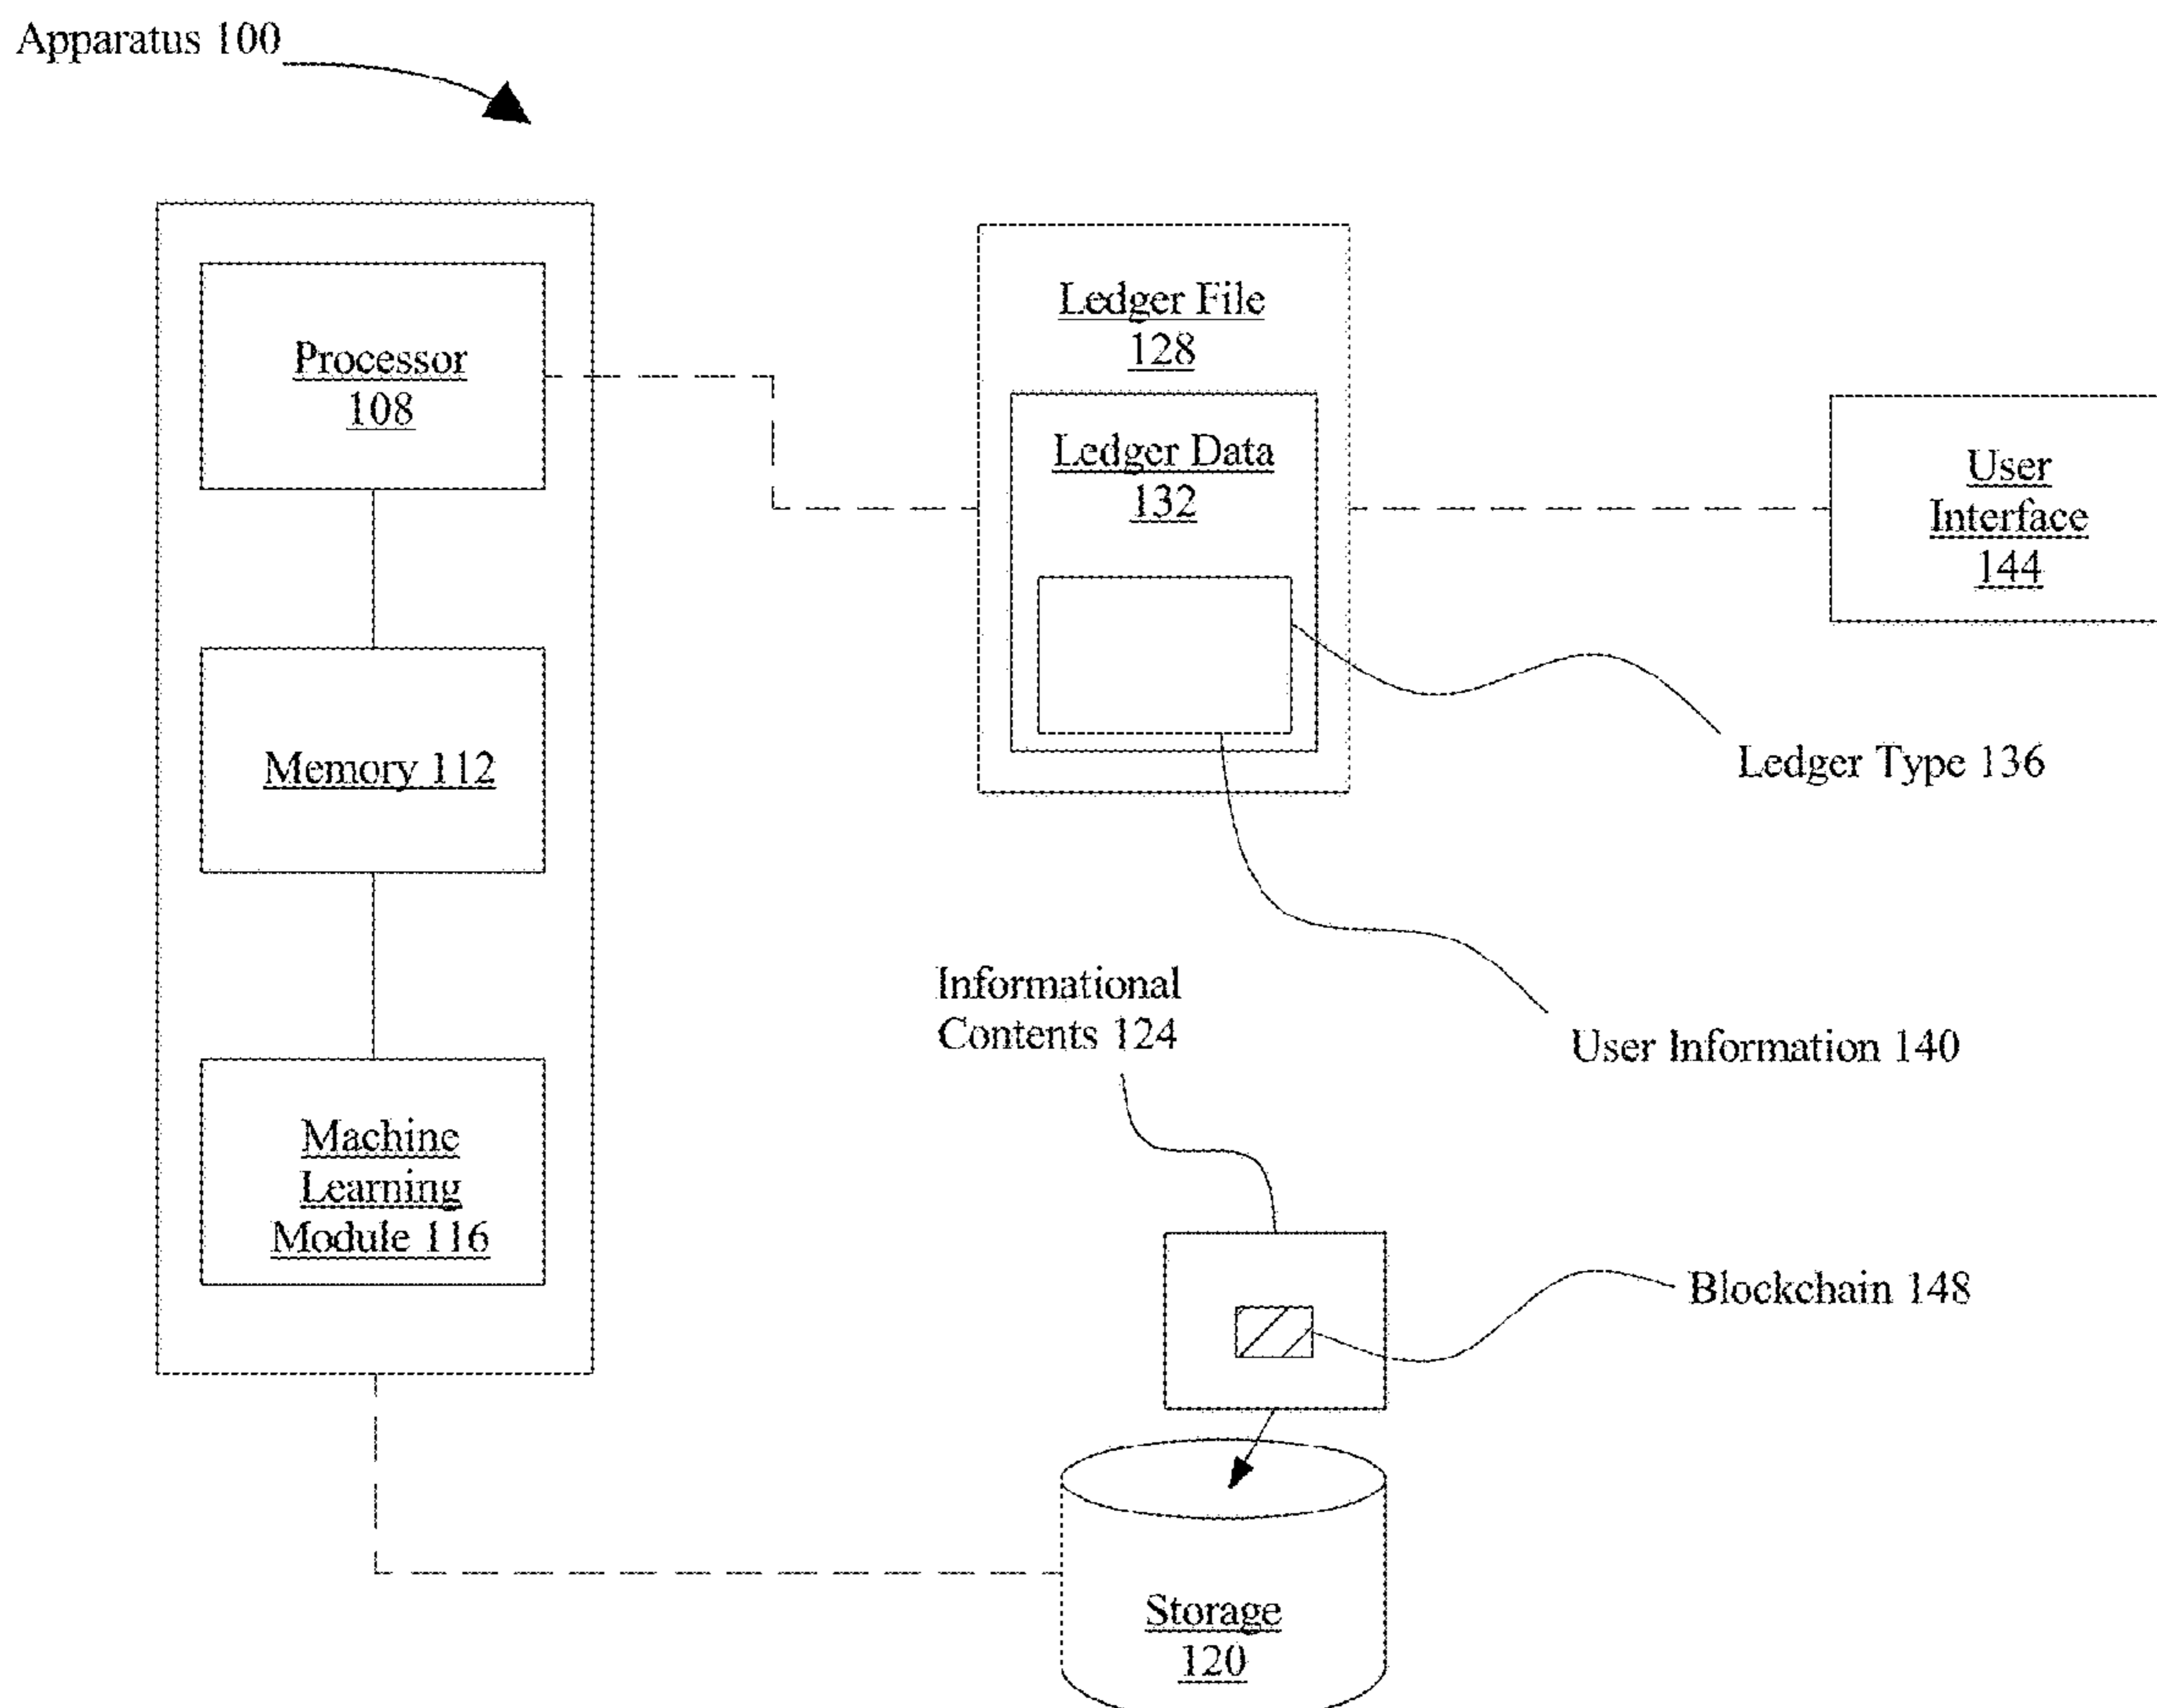 Apparatus 100
Processor
108
Memory 112
Machine
Learning
Module 116
Ledger File
128
Ledger Data
132
User
Interface
144
Ledger Type 136
User Information 140
Informational
Contents 124
Blockchain 148
Storage
120